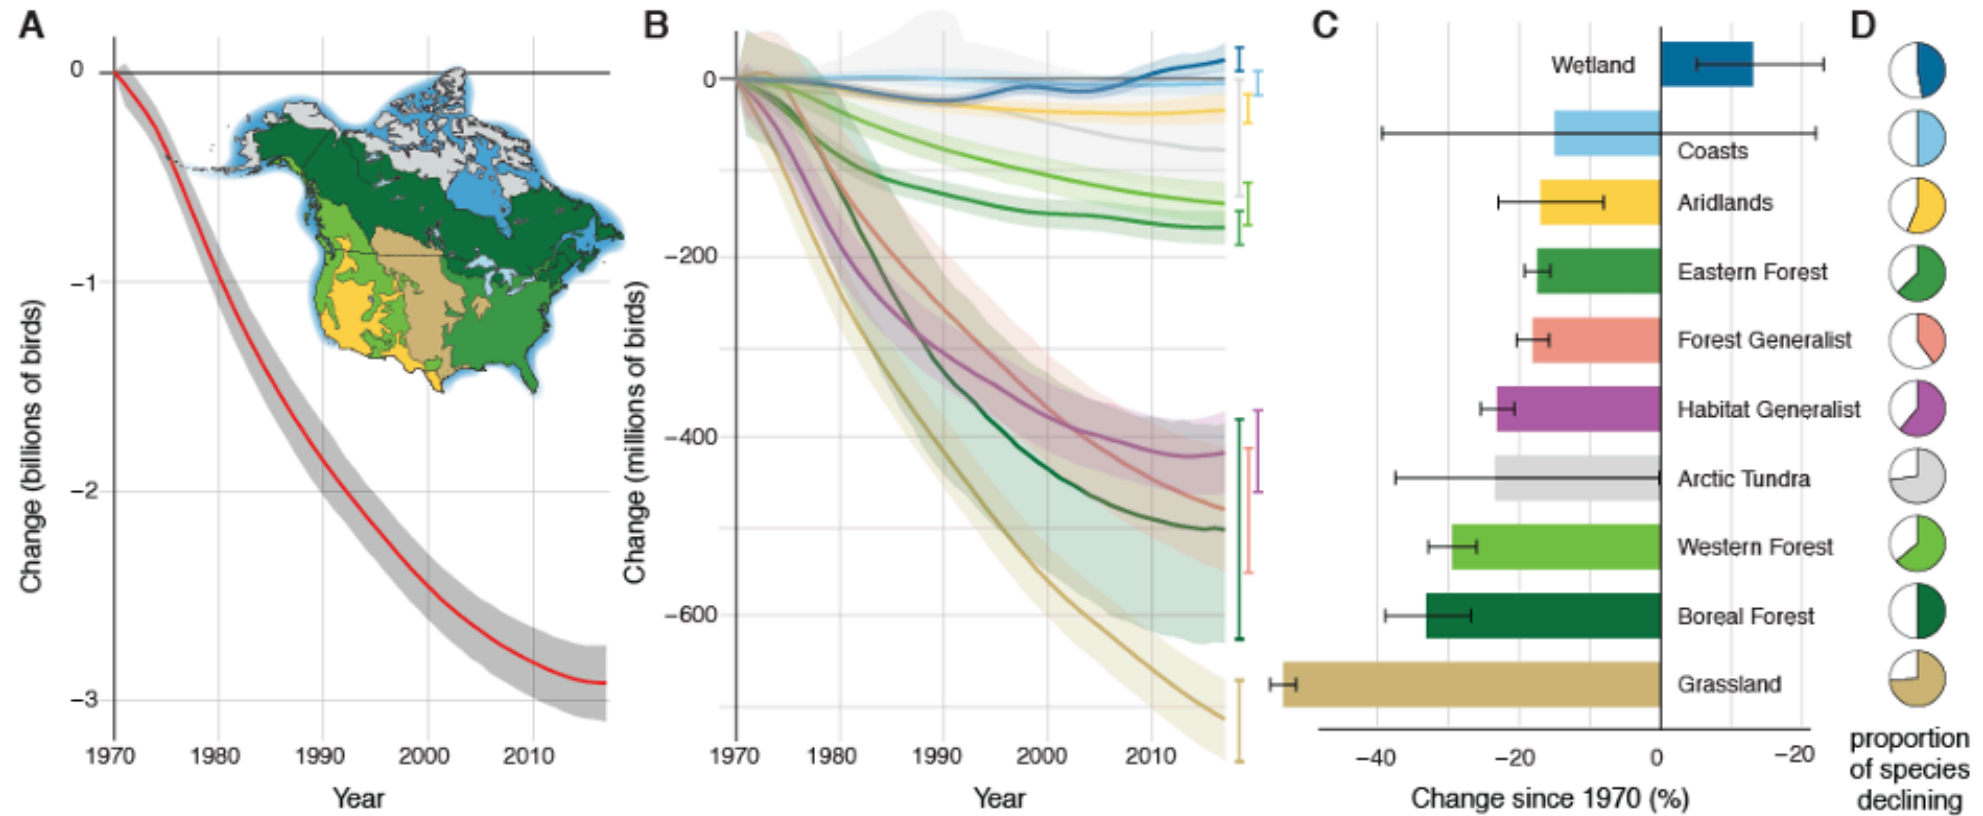 A
0
−1
−2
−3
Change (billions of birds)
1970 1980 1990 2000 2010
Year
B
0
−200
−400
−600
Change (millions of birds)
1970 1980 1990 2000 2010
Year
C
Wetland
Coasts
Aridlands
Eastern Forest
Forest Generalist
Habitat Generalist
Arctic Tundra
Western Forest
Boreal Forest
Grassland
−40 −20 0 −20
Change since 1970 (%)
D
proportion
of species
declining